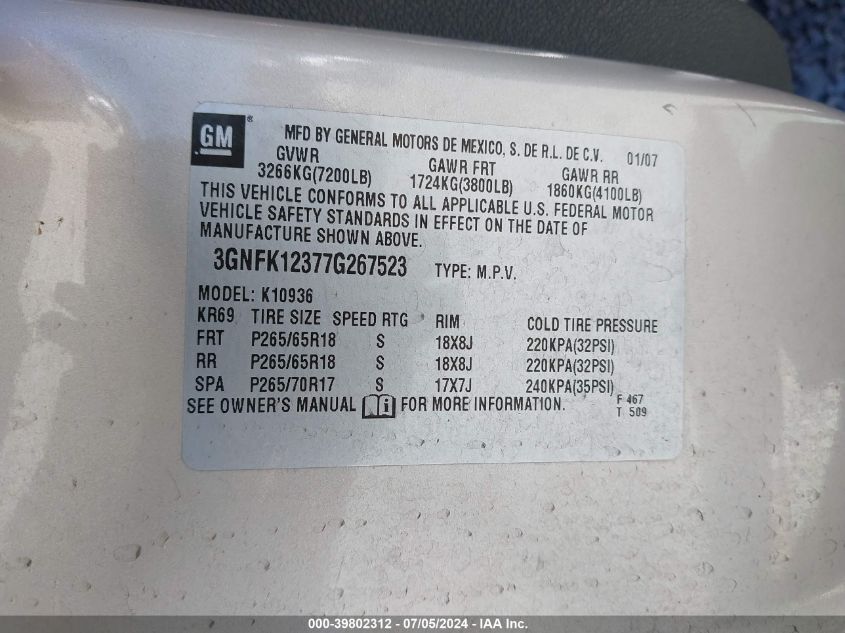 GM ® MFD BY GENERAL MOTORS DE MEXICO, S. DE R.L. DE C.V. 01/07
GVWR GAWR FRT GAWR RR
3266KG(7200LB) 1724KG(3800LB) 1860KG(4100LB)
THIS VEHICLE CONFORMS TO ALL APPLICABLE U.S. FEDERAL MOTOR
VEHICLE SAFETY STANDARDS IN EFFECT ON THE DATE OF
MANUFACTURE SHOWN ABOVE.
3GNFK12377G267523 TYPE: M.P.V.
MODEL: K10936
KR69 TIRE SIZE SPEED RTG RIM COLD TIRE PRESSURE
FRT P265/65R18 S 18X8J 220KPA(32PSI)
RR P265/65R18 S 18X8J 220KPA(32PSI)
SPA P265/70R17 S 17X7J 240KPA(35PSI)
SEE OWNER'S MANUAL i FOR MORE INFORMATION. F 467
T 509
000-39802312 - 07/05/2024 - IAA Inc.